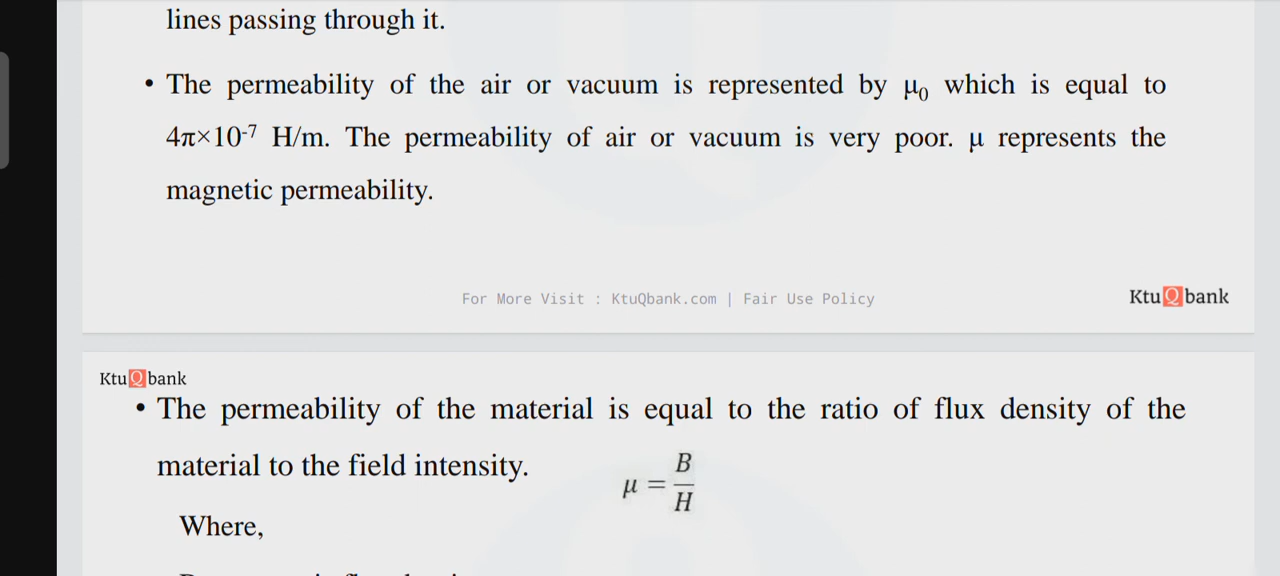 lines passing through it.
• The permeability of the air or vacuum is represented by μ₀ which is equal to
4π×10⁻⁷ H/m. The permeability of air or vacuum is very poor. μ represents the
magnetic permeability.
For More Visit : KtuQbank.com | Fair Use Policy
KtuQbank
KtuQbank
• The permeability of the material is equal to the ratio of flux density of the
material to the field intensity.
μ = B/H
Where,